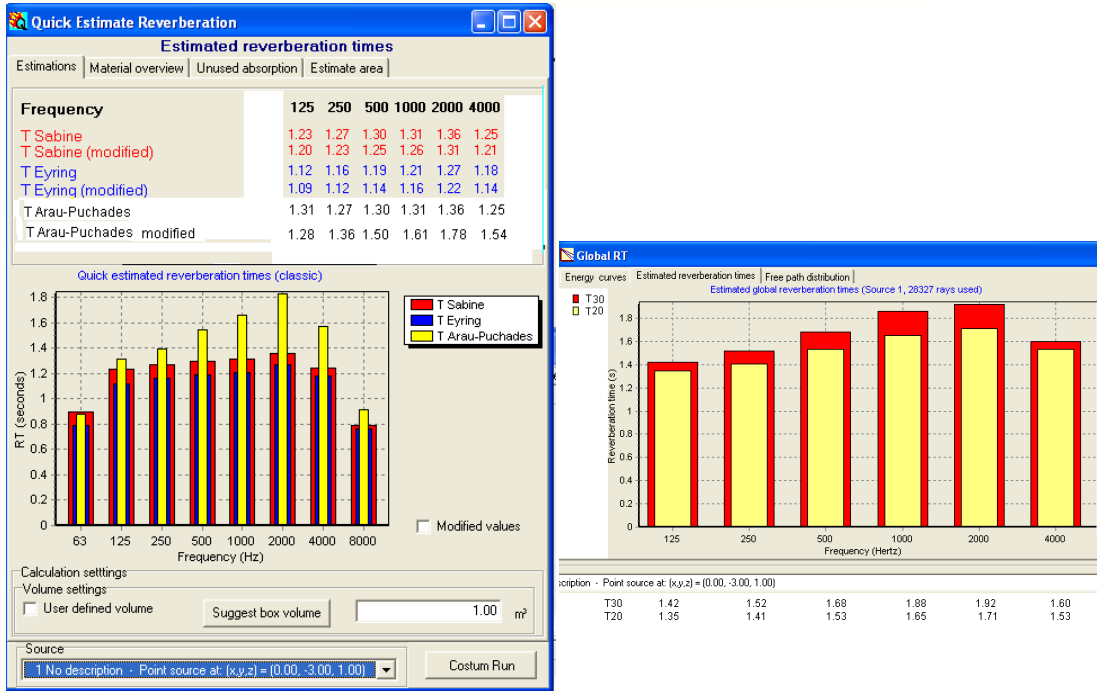 Quick Estimate Reverberation
Estimated reverberation times
Estimations Material overview Unused absorption Estimate area
Frequency 125 250 500 1000 2000 4000
T Sabine 1.23 1.27 1.30 1.31 1.36 1.25
T Sabine (modified) 1.20 1.23 1.25 1.26 1.31 1.21
T Eyring 1.12 1.16 1.19 1.21 1.27 1.18
T Eyring (modified) 1.09 1.12 1.14 1.16 1.22 1.14
T Arau-Puchades 1.31 1.27 1.30 1.31 1.36 1.25
T Arau-Puchades modified 1.28 1.36 1.50 1.61 1.78 1.54
Quick estimated reverberation times (classic)
T Sabine
T Eyring
T Arau-Puchades
RT (seconds)
1.8
1.6
1.4
1.2
1
0.8
0.6
0.4
0.2
0
63 125 250 500 1000 2000 4000 8000
Frequency (Hz)
Modified values
Calculation setttings
Volume settings
User defined volume Suggest box volume 1.00 m³
Source
1 No description - Point source at: (x,y,z) = (0.00, -3.00, 1.00) Costum Run
Global RT
Energy curves Estimated reverberation times Free path distribution
Estimated global reverberation times (Source 1, 28327 rays used)
T30
T20
Reverberation time (s)
1.8
1.6
1.4
1.2
1
0.8
0.6
0.4
0.2
0
125 250 500 1000 2000 4000
Frequency (Hertz)
scription - Point source at: (x,y,z) = (0.00, -3.00, 1.00)
T30 1.42 1.52 1.68 1.88 1.92 1.60
T20 1.35 1.41 1.53 1.65 1.71 1.53